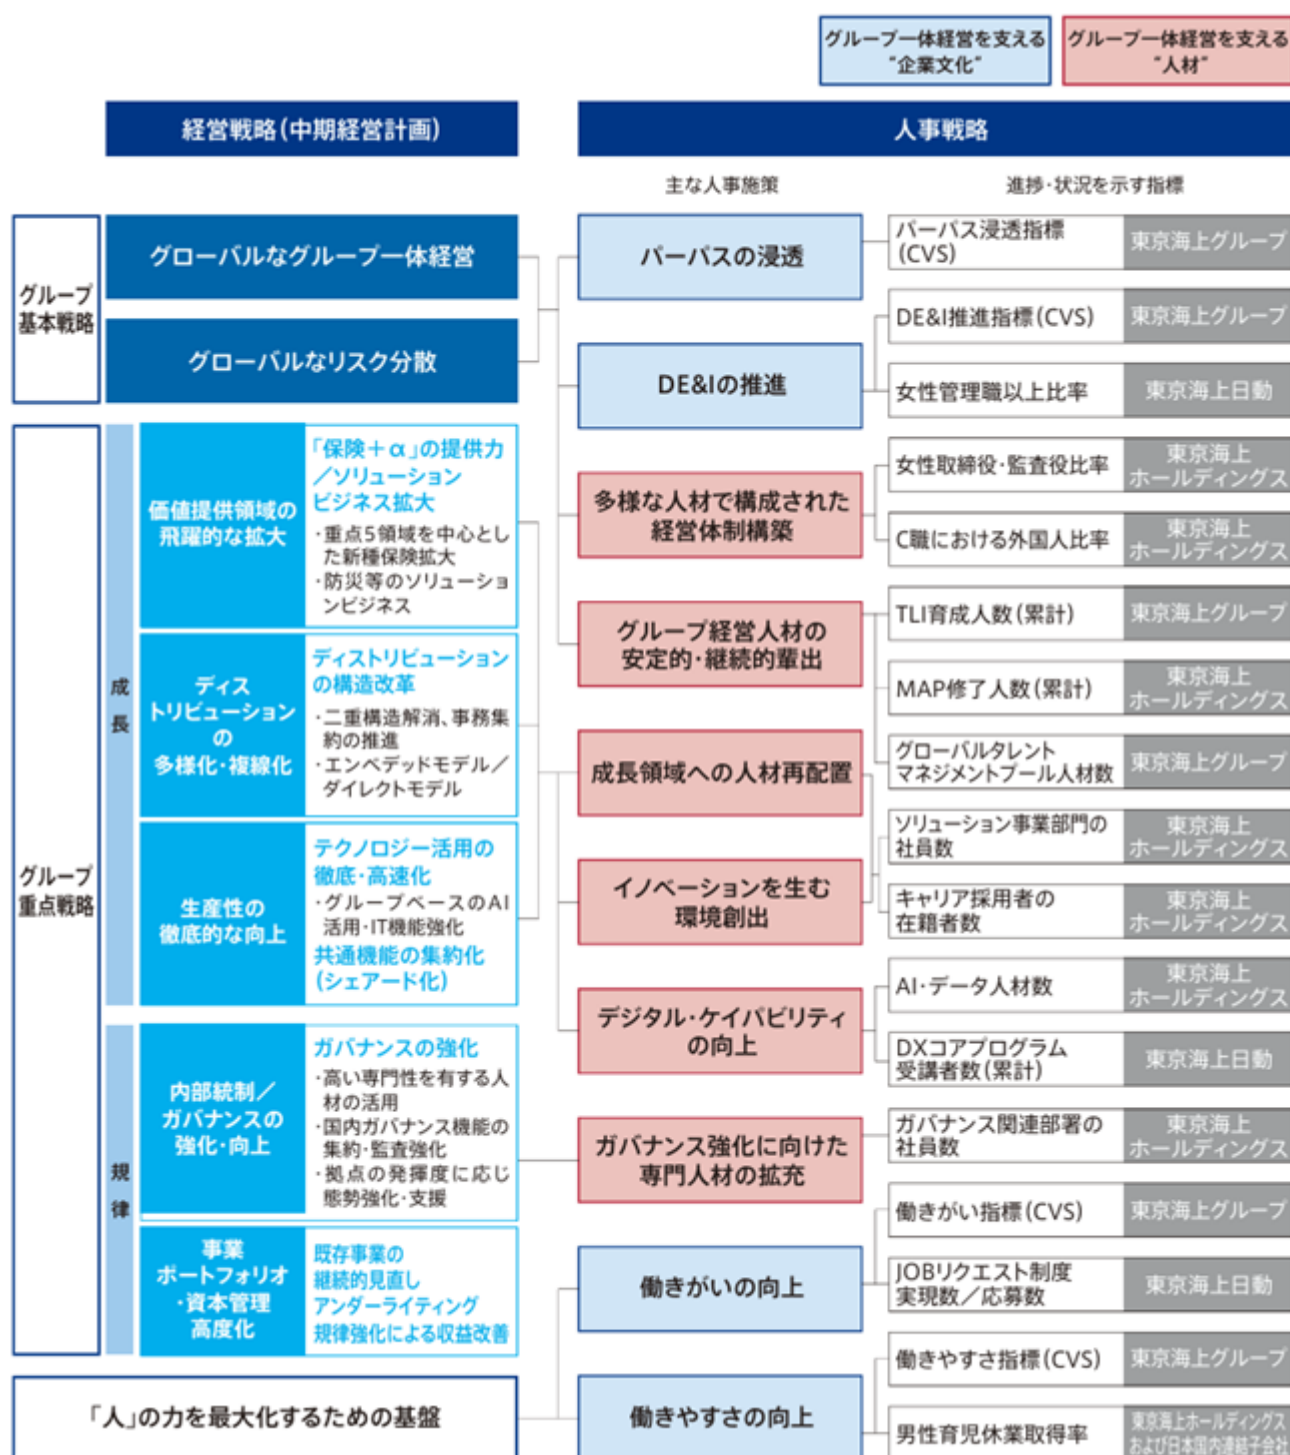 グループ一体経営を支える
“企業文化”
グループ一体経営を支える
“人材”
経営戦略(中期経営計画)
人事戦略
主な人事施策
進捗・状況を示す指標
グループ
基本戦略
グローバルなグループ一体経営
グローバルなリスク分散
グループ
重点戦略
成
長
価値提供領域の
飛躍的な拡大
「保険+α」の提供力
/ソリューション
ビジネス拡大
・重点5領域を中心とし
た新種保険拡大
・防災等のソリューショ
ンビジネス
ディス
トリビューション
の
多様化・複線化
ディストリビューション
の構造改革
・二重構造解消、事務集
約の推進
・エンベデッドモデル/
ダイレクトモデル
生産性の
徹底的な向上
テクノロジー活用の
徹底・高速化
・グループベースのAI
活用・IT機能強化
共通機能の集約化
(シェアード化)
規
律
内部統制/
ガバナンスの
強化・向上
ガバナンスの強化
・高い専門性を有する人
材の活用
・国内ガバナンス機能の
集約・監査強化
・拠点の発揮度に応じ
態勢強化・支援
事業
ポートフォリオ
・資本管理
高度化
既存事業の
継続的見直し
アンダーライティング
規律強化による収益改善
「人」の力を最大化するための基盤
パーパスの浸透
パーパス浸透指標
(CVS)
東京海上グループ
DE&Iの推進
DE&I推進指標(CVS)
東京海上グループ
女性管理職以上比率
東京海上日動
多様な人材で構成された
経営体制構築
女性取締役・監査役比率
東京海上
ホールディングス
C職における外国人比率
東京海上
ホールディングス
グループ経営人材の
安定的・継続的輩出
TLI育成人数(累計)
東京海上グループ
MAP修了人数(累計)
東京海上
ホールディングス
グローバルタレント
マネジメントプール人材数
東京海上グループ
成長領域への人材再配置
イノベーションを生む
環境創出
ソリューション事業部門の
社員数
東京海上
ホールディングス
キャリア採用者の
在籍者数
東京海上
ホールディングス
デジタル・ケイパビリティ
の向上
AI・データ人材数
東京海上
ホールディングス
DXコアプログラム
受講者数(累計)
東京海上日動
ガバナンス強化に向けた
専門人材の拡充
ガバナンス関連部署の
社員数
東京海上
ホールディングス
働きがいの向上
働きがい指標(CVS)
東京海上グループ
JOBリクエスト制度
実現数/応募数
東京海上日動
働きやすさの向上
働きやすさ指標(CVS)
東京海上グループ
男性育児休業取得率
東京海上ホールディングス
および日本国内連結子会社